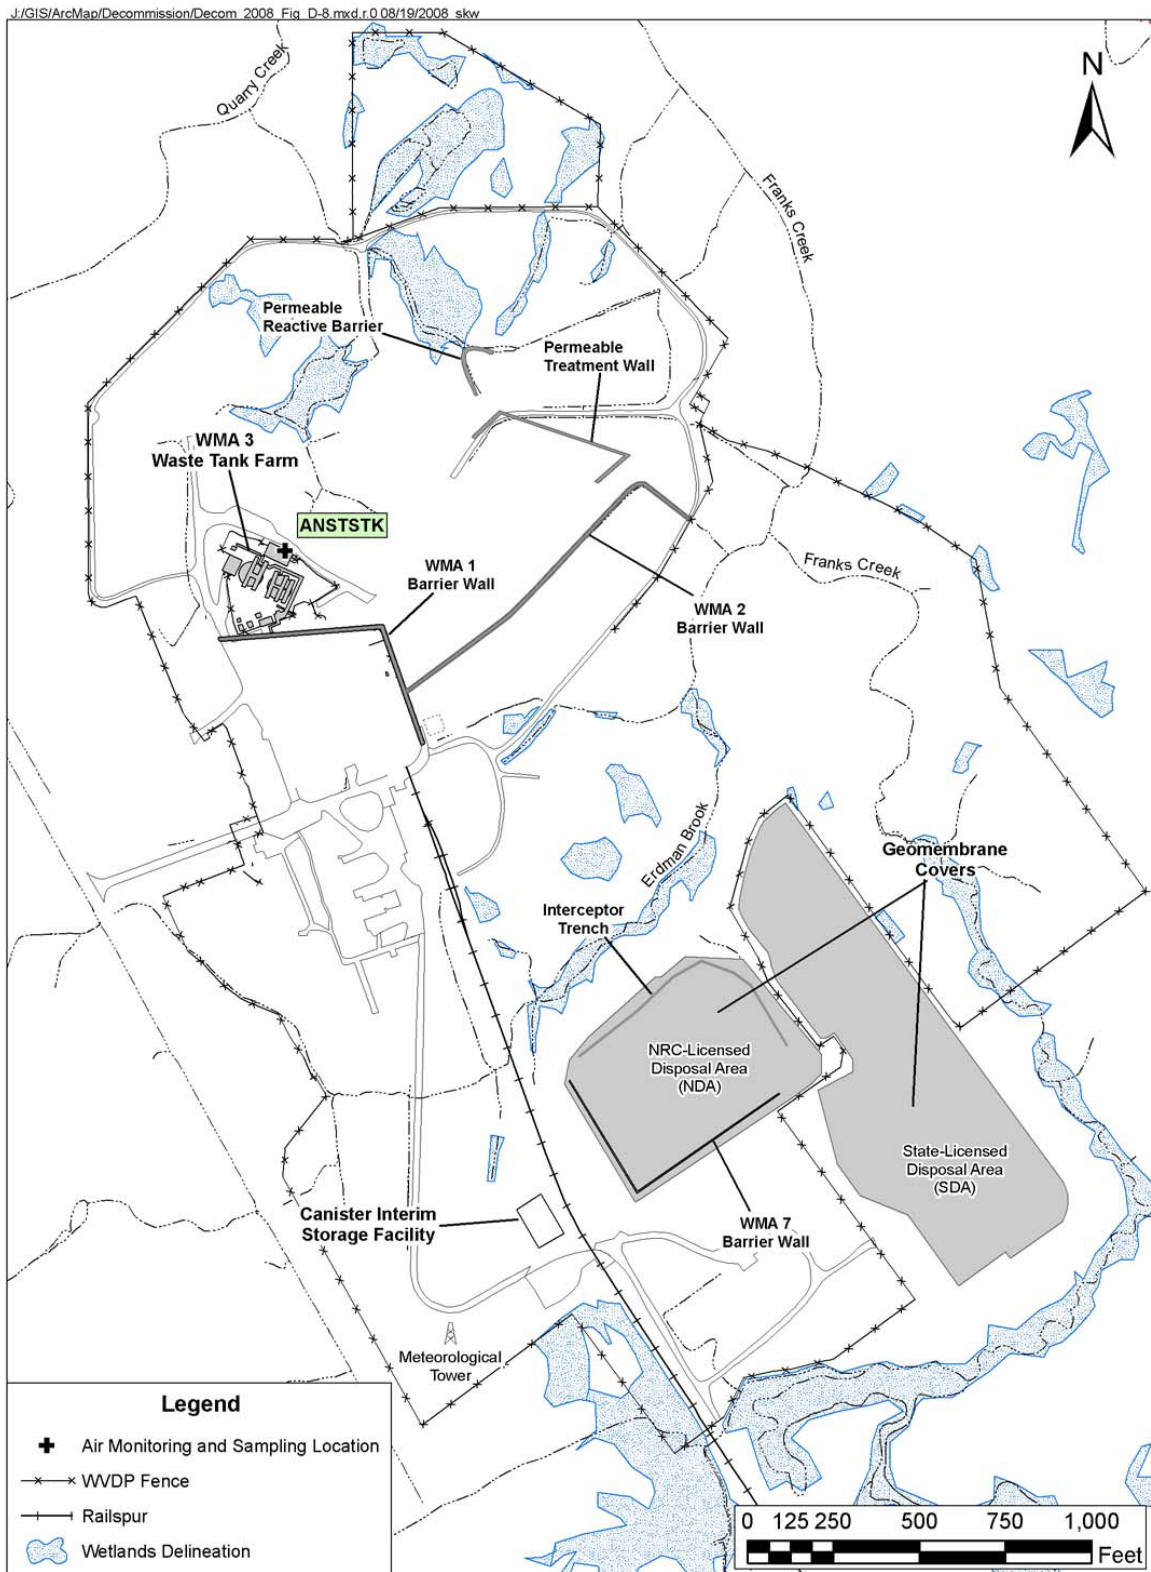 J:/GIS/ArcMap/Decommission/Decom_2008_Fig_D-8.mxd,r.0 08/19/2008 skw
N
Quarry Creek
Franks Creek
Permeable
Reactive Barrier
Permeable
Treatment Wall
WMA 3
Waste Tank Farm
ANSTSTK
WMA 1
Barrier Wall
Franks Creek
WMA 2
Barrier Wall
Erdman Brook
Geomembrane
Covers
Interceptor
Trench
NRC-Licensed
Disposal Area
(NDA)
State-Licensed
Disposal Area
(SDA)
Canister Interim
Storage Facility
WMA 7
Barrier Wall
Meteorological
Tower
Legend
Air Monitoring and Sampling Location
WVDP Fence
Railspur
Wetlands Delineation
0 125 250 500 750 1,000
Feet